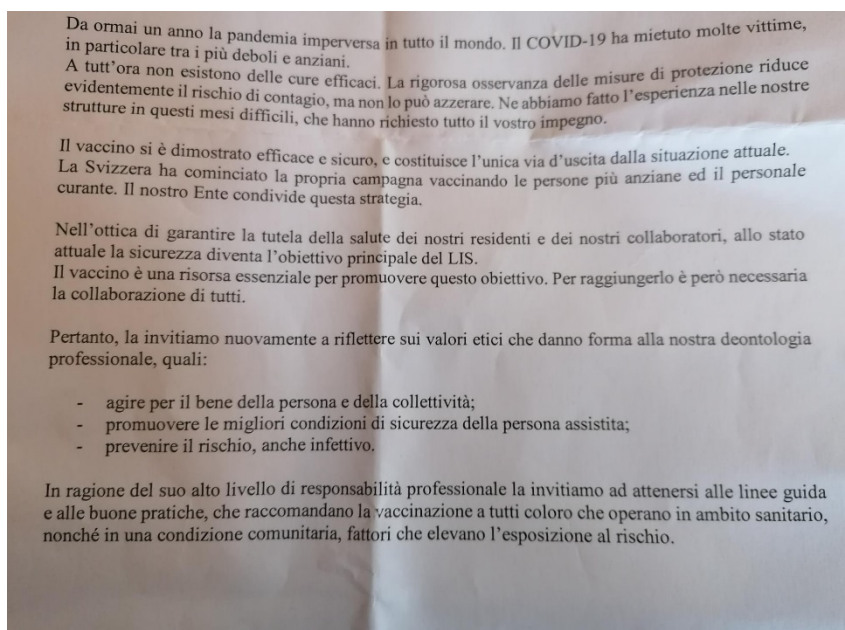 Da ormai un anno la pandemia imperversa in tutto il mondo. Il COVID-19 ha mietuto molte vittime,
in particolare tra i più deboli e anziani.
A tutt'ora non esistono delle cure efficaci. La rigorosa osservanza delle misure di protezione riduce
evidentemente il rischio di contagio, ma non lo può azzerare. Ne abbiamo fatto l'esperienza nelle nostre
strutture in questi mesi difficili, che hanno richiesto tutto il vostro impegno.
Il vaccino si è dimostrato efficace e sicuro, e costituisce l'unica via d'uscita dalla situazione attuale.
La Svizzera ha cominciato la propria campagna vaccinando le persone più anziane ed il personale
curante. Il nostro Ente condivide questa strategia.
Nell'ottica di garantire la tutela della salute dei nostri residenti e dei nostri collaboratori, allo stato
attuale la sicurezza diventa l'obiettivo principale del LIS.
Il vaccino è una risorsa essenziale per promuovere questo obiettivo. Per raggiungerlo è però necessaria
la collaborazione di tutti.
Pertanto, la invitiamo nuovamente a riflettere sui valori etici che danno forma alla nostra deontologia
professionale, quali:
- agire per il bene della persona e della collettività;
- promuovere le migliori condizioni di sicurezza della persona assistita;
- prevenire il rischio, anche infettivo.
In ragione del suo alto livello di responsabilità professionale la invitiamo ad attenersi alle linee guida
e alle buone pratiche, che raccomandano la vaccinazione a tutti coloro che operano in ambito sanitario,
nonché in una condizione comunitaria, fattori che elevano l'esposizione al rischio.